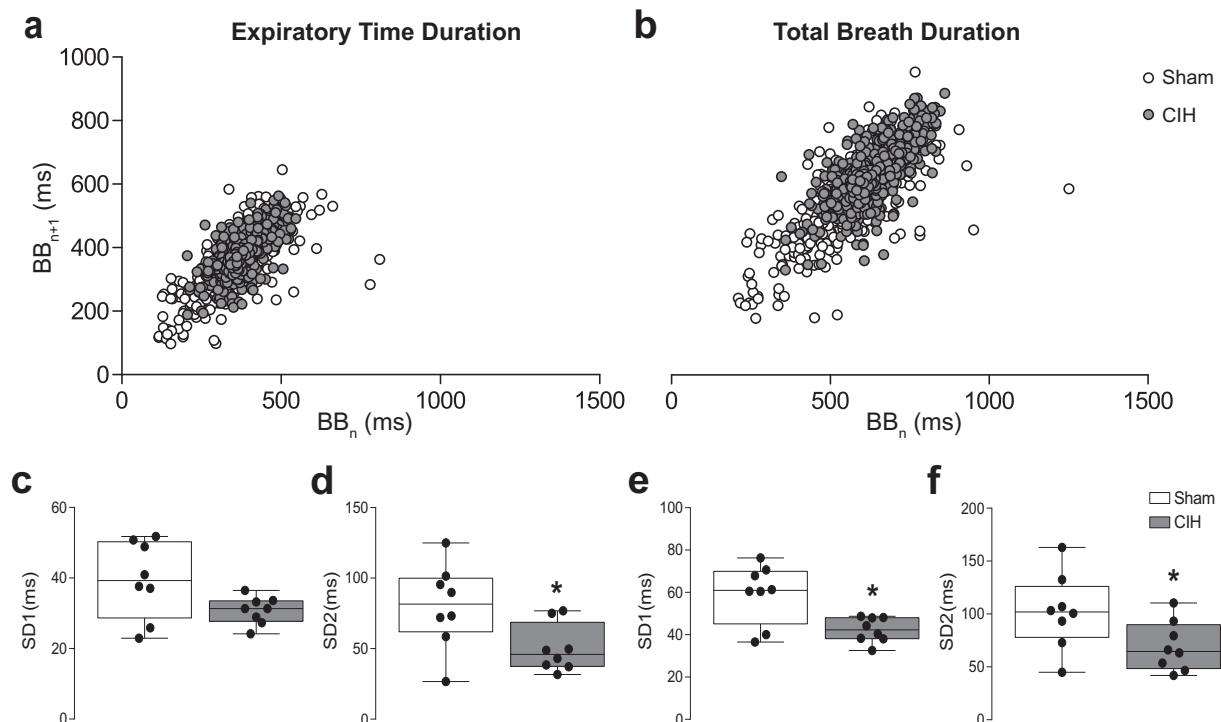 a Expiratory Time Duration
b Total Breath Duration
Sham
CIH
1000
800
600
400
200
0
BBn+1 (ms)
0 500 1000 1500
BBn (ms)
0 500 1000 1500
BBn (ms)
c
60
40
20
0
SD1(ms)
d
150
100
50
0
SD2(ms)
*
e
100
80
60
40
20
0
SD1(ms)
*
f
200
150
100
50
0
SD2(ms)
*
Sham
CIH